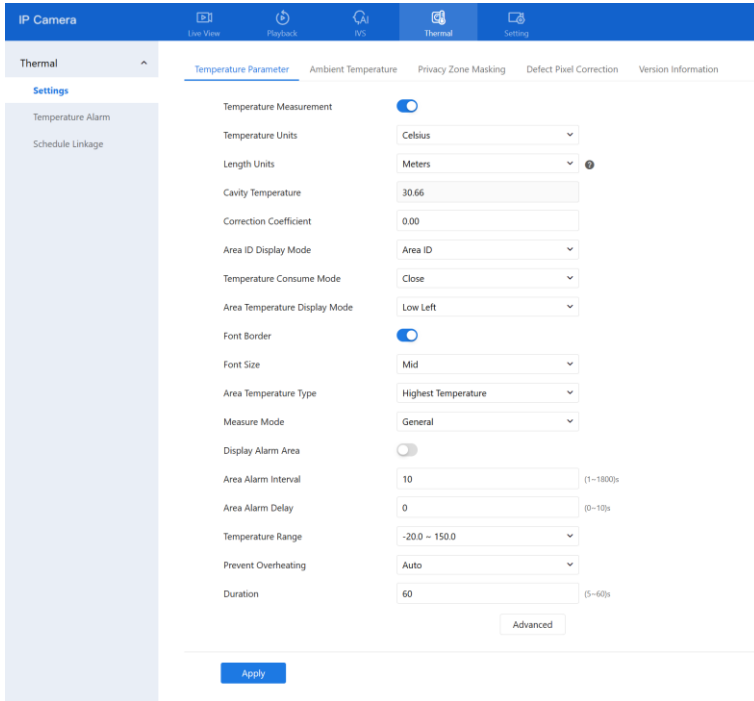 IP Camera
Live View Playback IVS Thermal Setting
AI
Thermal
Settings
Temperature Alarm
Schedule Linkage
Temperature Parameter Ambient Temperature Privacy Zone Masking Defect Pixel Correction Version Information
Temperature Measurement
Temperature Units Celsius
Length Units Meters ?
Cavity Temperature 30.66
Correction Coefficient 0.00
Area ID Display Mode Area ID
Temperature Consume Mode Close
Area Temperature Display Mode Low Left
Font Border
Font Size Mid
Area Temperature Type Highest Temperature
Measure Mode General
Display Alarm Area
Area Alarm Interval 10 (1~1800)s
Area Alarm Delay 0 (0~10)s
Temperature Range -20.0 ~ 150.0
Prevent Overheating Auto
Duration 60 (5~60)s
Advanced
Apply